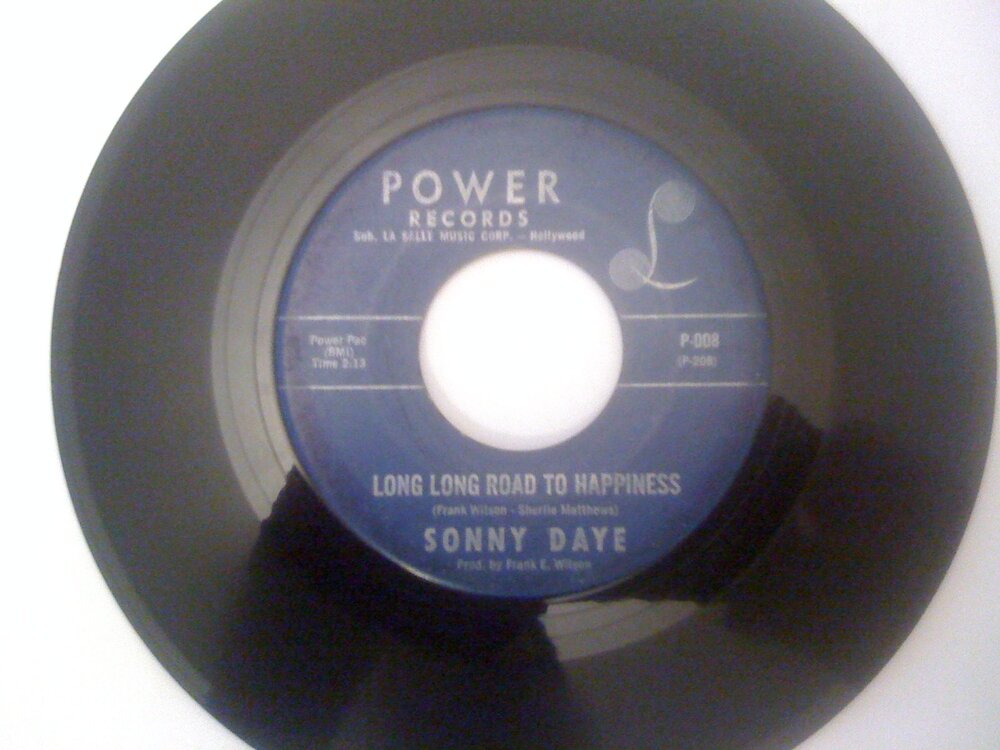 POWER
RECORDS
Sub. LA BELLE MUSIC CORP. – Hollywood
L
Power Pac
(BMI)
Time 2:13
P-008
(P-208)
LONG LONG ROAD TO HAPPINESS
(Frank Wilson - Sherlie Matthews)
SONNY DAYE
Prod. by Frank E. Wilson